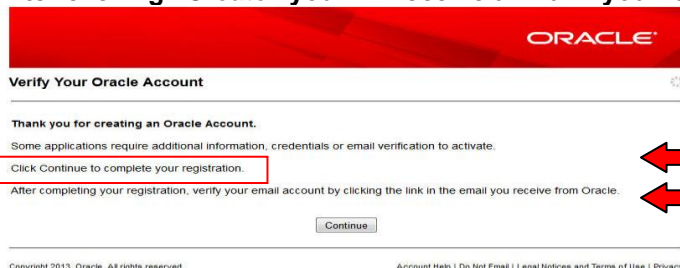 ORACLE
Verify Your Oracle Account
Thank you for creating an Oracle Account.
Some applications require additional information, credentials or email verification to activate.
Click Continue to complete your registration.
After completing your registration, verify your email account by clicking the link in the email you receive from Oracle.
Continue
Copyright 2013, Oracle. All rights reserved. Account Help | Do Not Email | Legal Notices and Terms of Use | Privacy